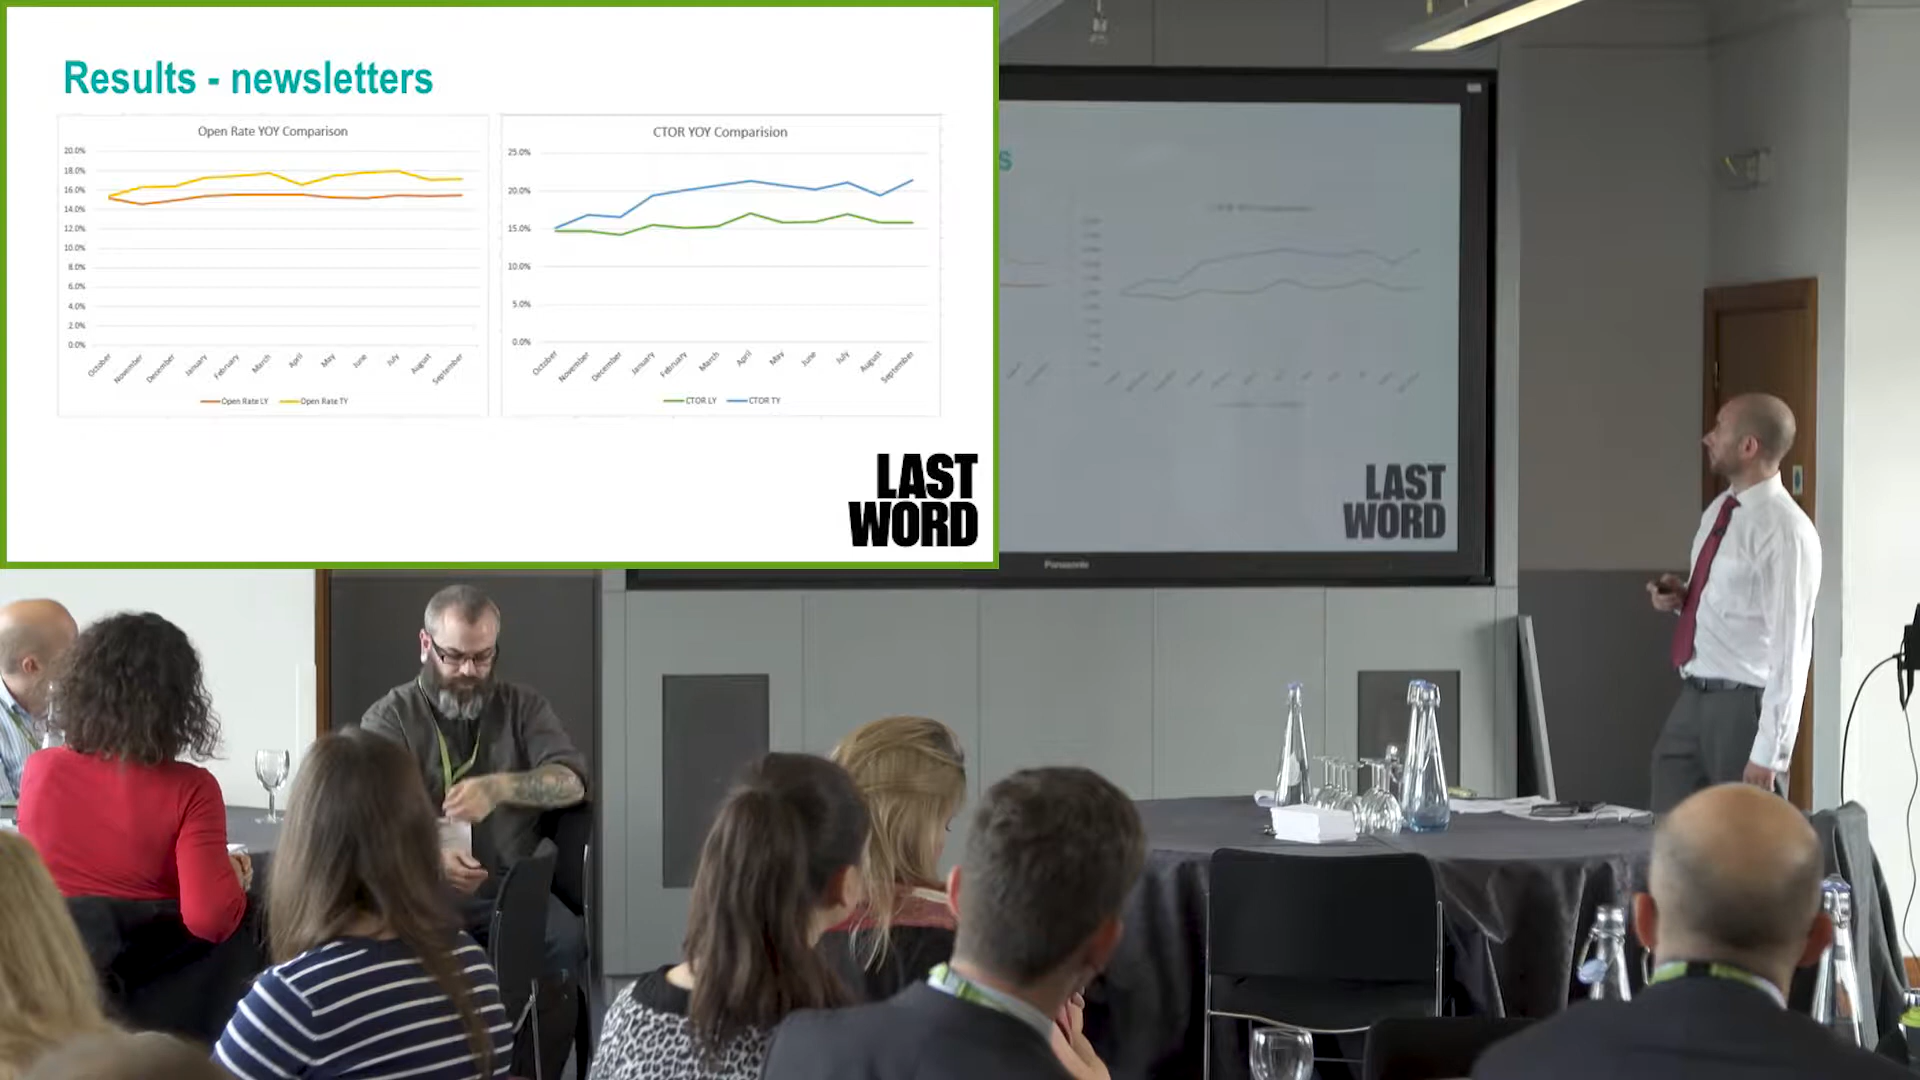 Results - newsletters
Open Rate YOY Comparison
20.0%
18.0%
16.0%
14.0%
12.0%
10.0%
8.0%
6.0%
4.0%
2.0%
0.0%
October
November
December
January
February
March
April
May
June
July
August
September
Open Rate LY
Open Rate TY
CTOR YOY Comparision
25.0%
20.0%
15.0%
10.0%
5.0%
0.0%
October
November
December
January
February
March
April
May
June
July
August
September
CTOR LY
CTOR TY
LAST
WORD
s
LAST
WORD
Panasonic